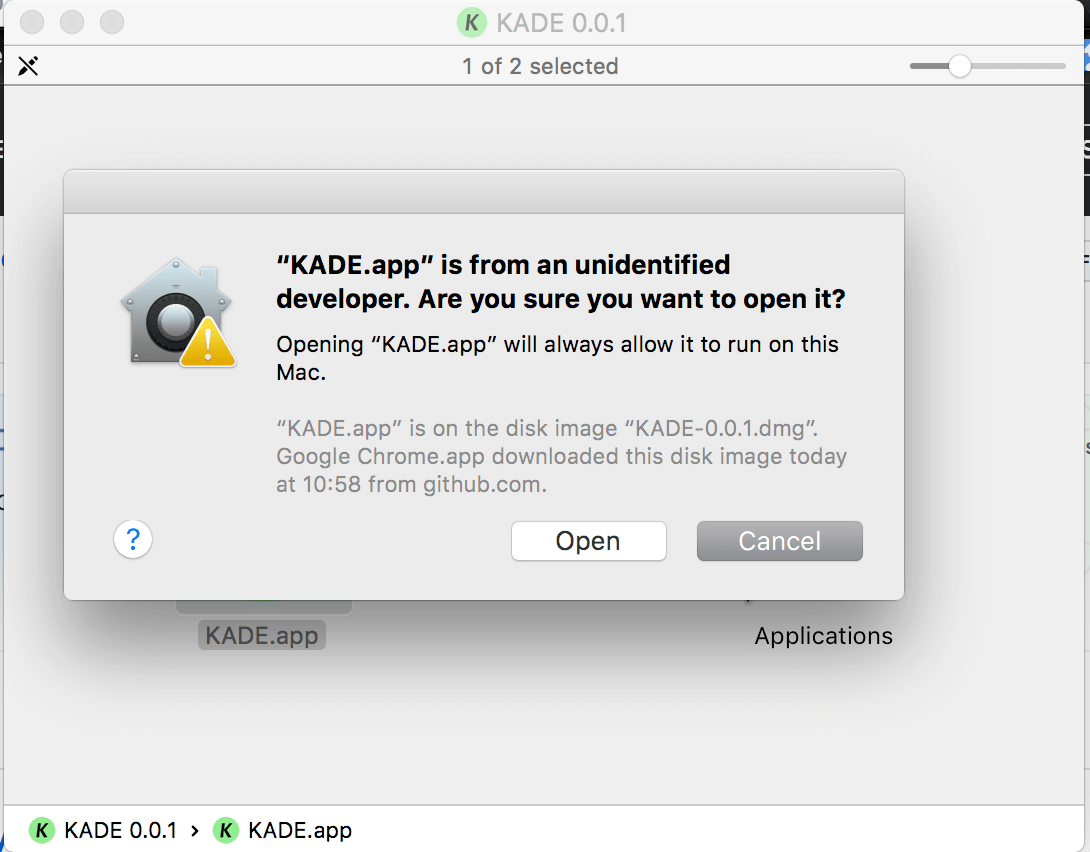 K KADE 0.0.1
1 of 2 selected
“KADE.app” is from an unidentified
developer. Are you sure you want to open it?
Opening “KADE.app” will always allow it to run on this
Mac.
“KADE.app” is on the disk image “KADE-0.0.1.dmg”.
Google Chrome.app downloaded this disk image today
at 10:58 from github.com.
? Open Cancel
KADE.app Applications
K KADE 0.0.1 › K KADE.app